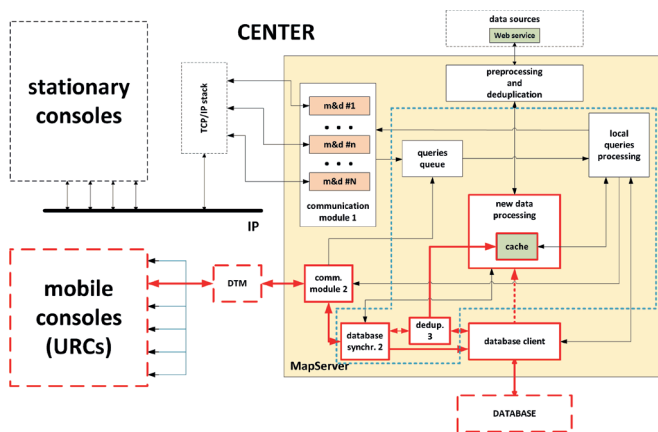 CENTER
data sources
Web service
stationary
consoles
TCP/IP stack
m&d #1
• • •
m&d #n
• • •
m&d #N
communication
module 1
preprocessing
and
deduplication
queries
queue
local
queries
processing
new data
processing
cache
IP
mobile
consoles
(URCs)
DTM
comm.
module 2
database
synchr. 2
dedup.
3
database client
MapServer
DATABASE